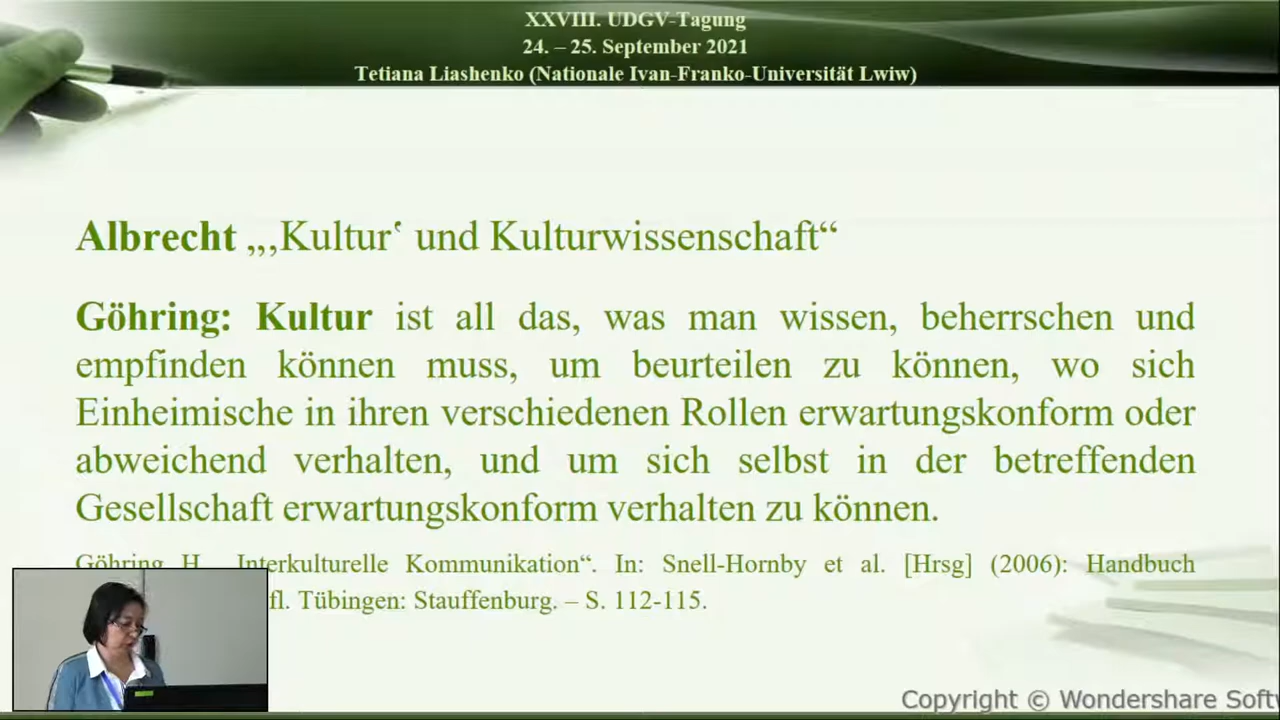 XXVIII. UDGV-Tagung
24. – 25. September 2021
Tetiana Liashenko (Nationale Ivan-Franko-Universität Lwiw)
Albrecht „‚Kultur‛ und Kulturwissenschaft“
Göhring: Kultur ist all das, was man wissen, beherrschen und
empfinden können muss, um beurteilen zu können, wo sich
Einheimische in ihren verschiedenen Rollen erwartungskonform oder
abweichend verhalten, und um sich selbst in der betreffenden
Gesellschaft erwartungskonform verhalten zu können.
Göhring H. Interkulturelle Kommunikation“. In: Snell-Hornby et al. [Hrsg] (2006): Handbuch
fl. Tübingen: Stauffenburg. – S. 112-115.
Copyright © Wondershare Softw